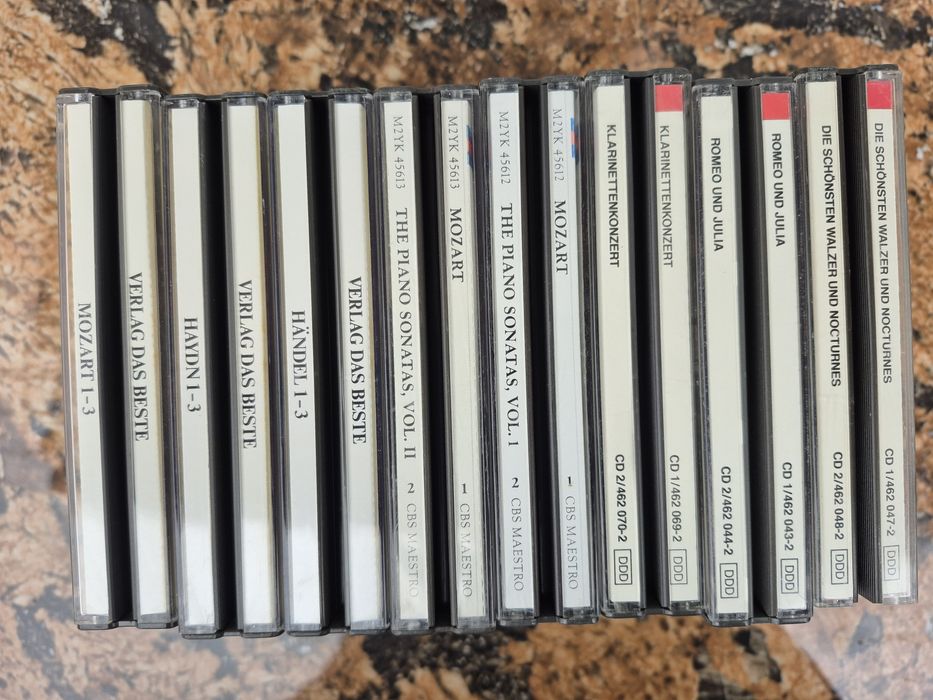 MOZART 1 – 3
VERLAG DAS BESTE
HAYDN 1 – 3
VERLAG DAS BESTE
HÄNDEL 1 – 3
VERLAG DAS BESTE
M2YK 45613 THE PIANO SONATAS, VOL. II 2 CBS MAESTRO
M2YK 45613 MOZART 1 CBS MAESTRO
M2YK 45612 THE PIANO SONATAS, VOL. 1 2 CBS MAESTRO
M2YK 45612 MOZART 1 CBS MAESTRO
KLARINETTENKONZERT CD 2/462 070-2 DDD
KLARINETTENKONZERT CD 1/462 069-2 DDD
ROMEO UND JULIA CD 2/462 044-2 DDD
ROMEO UND JULIA CD 1/462 043-2 DDD
DIE SCHÖNSTEN WALZER UND NOCTURNES CD 2/462 048-2 DDD
DIE SCHÖNSTEN WALZER UND NOCTURNES CD 1/462 047-2 DDD